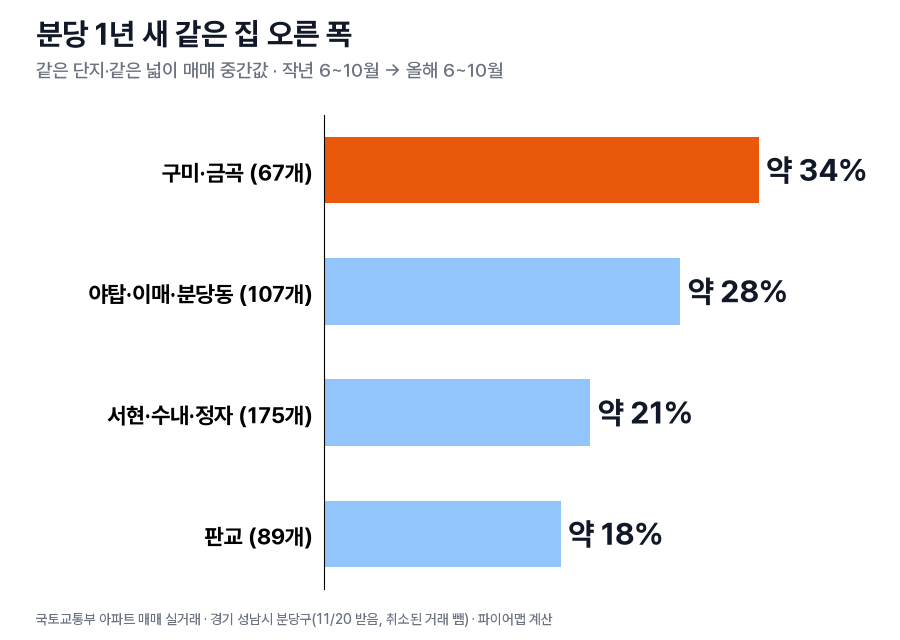 분당 1년 새 같은 집 오른 폭
같은 단지·같은 넓이 매매 중간값 · 작년 6~10월 → 올해 6~10월
구미·금곡 (67개) 약 34%
야탑·이매·분당동 (107개) 약 28%
서현·수내·정자 (175개) 약 21%
판교 (89개) 약 18%
국토교통부 아파트 매매 실거래 · 경기 성남시 분당구(11/20 받음, 취소된 거래 뺌) · 파이어맵 계산